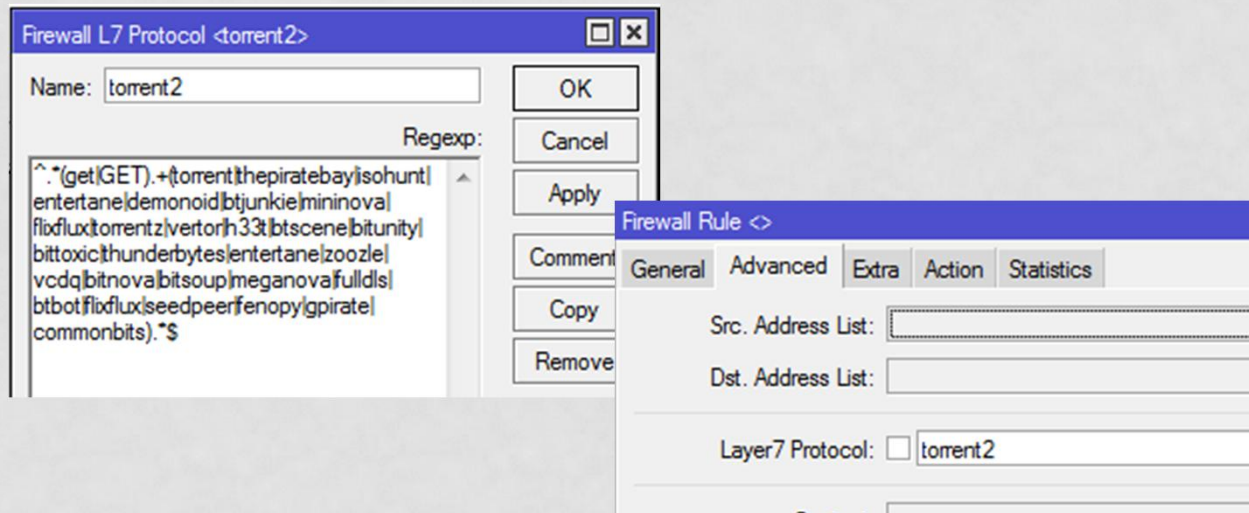 Firewall L7 Protocol <torrent2>
Name: torrent2
OK
Regexp:
Cancel
^.*(get|GET).+(torrent|thepiratebay|isohunt|
entertane|demonoid|btjunkie|mininova|
flixflux|torrentz|vertor|h33t|btscene|bitunity|
bittoxic|thunderbytes|entertane|zoozle|
vcdq|bitnova|bitsoup|meganova|fulldls|
btbot|flixflux|seedpeer|fenopy|gpirate|
commonbits).*$
Apply
Comment
Copy
Remove
Firewall Rule <>
General Advanced Extra Action Statistics
Src. Address List:
Dst. Address List:
Layer7 Protocol: torrent2